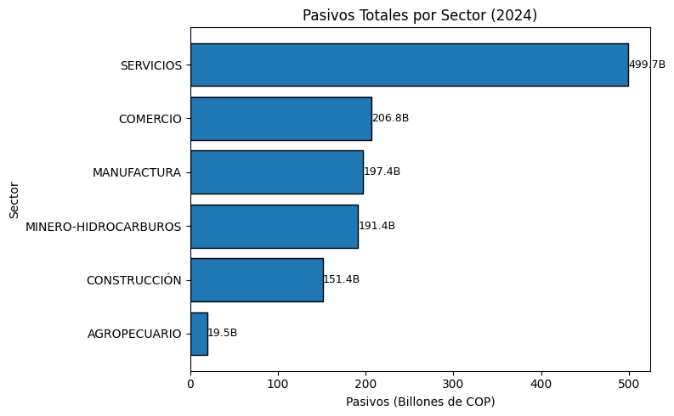 Pasivos Totales por Sector (2024)
Sector
SERVICIOS 499.7B
COMERCIO 206.8B
MANUFACTURA 197.4B
MINERO-HIDROCARBUROS 191.4B
CONSTRUCCIÓN 151.4B
AGROPECUARIO 19.5B
0 100 200 300 400 500
Pasivos (Billones de COP)